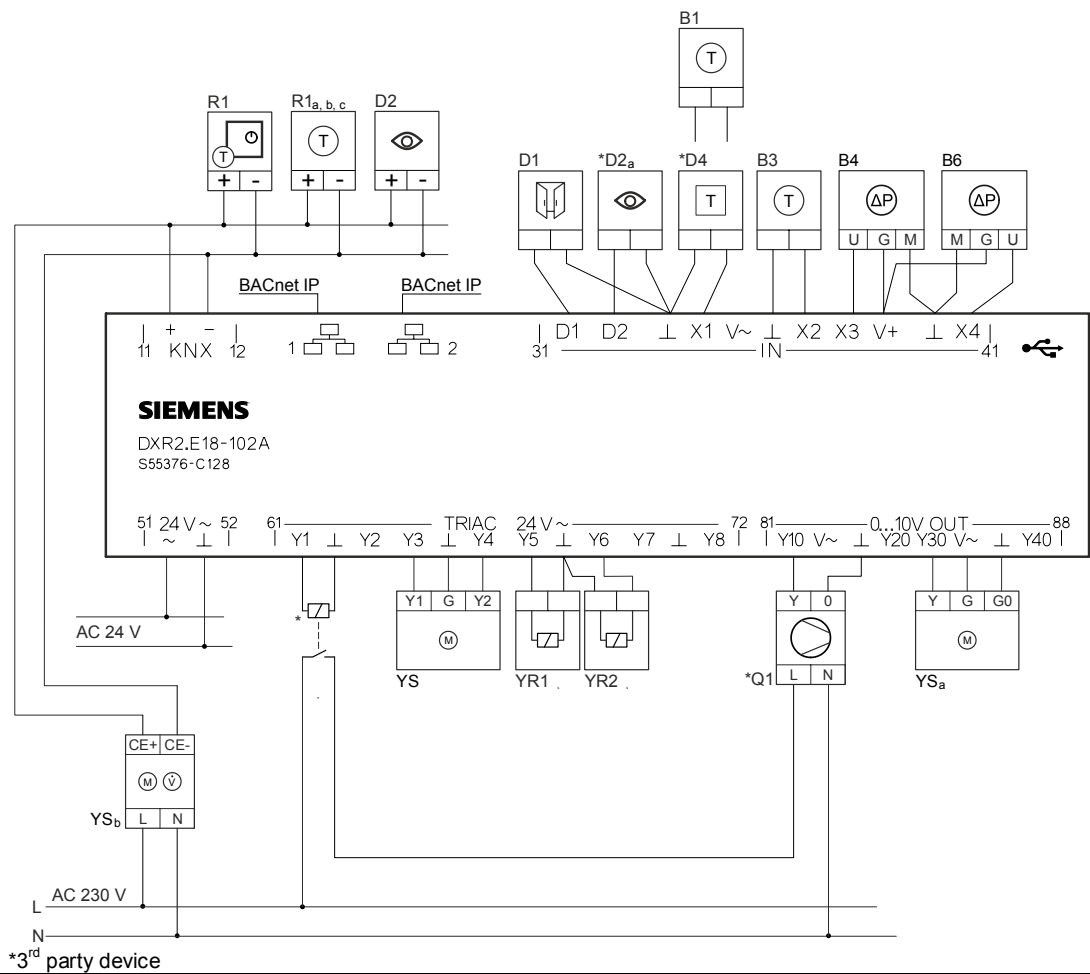 B1
T
R1 R1a, b, c D2
T T
+ - + - + -
D1 *D2a *D4 B3 B4 B6
T T ΔP ΔP
U G M M G U
BACnet IP BACnet IP
+ - D1 D2 ⊥ X1 V~ ⊥ X2 X3 V+ ⊥ X4
11 KNX 12 1 2 31 IN 41
SIEMENS
DXR2.E18-102A
S55376-C128
51 24 V ~ 52 61 TRIAC 24 V ~ 72 81 0...10V OUT 88
~ ⊥ Y1 ⊥ Y2 Y3 ⊥ Y4 Y5 ⊥ Y6 Y7 ⊥ Y8 Y10 V~ ⊥ Y20 Y30 V~ ⊥ Y40
Y1 G Y2 Y 0 Y G G0
*
AC 24 V
M M
YS YR1 YR2 *Q1 L N YSa
CE+ CE-
M V̇
YSb L N
AC 230 V
L
N
*3rd party device